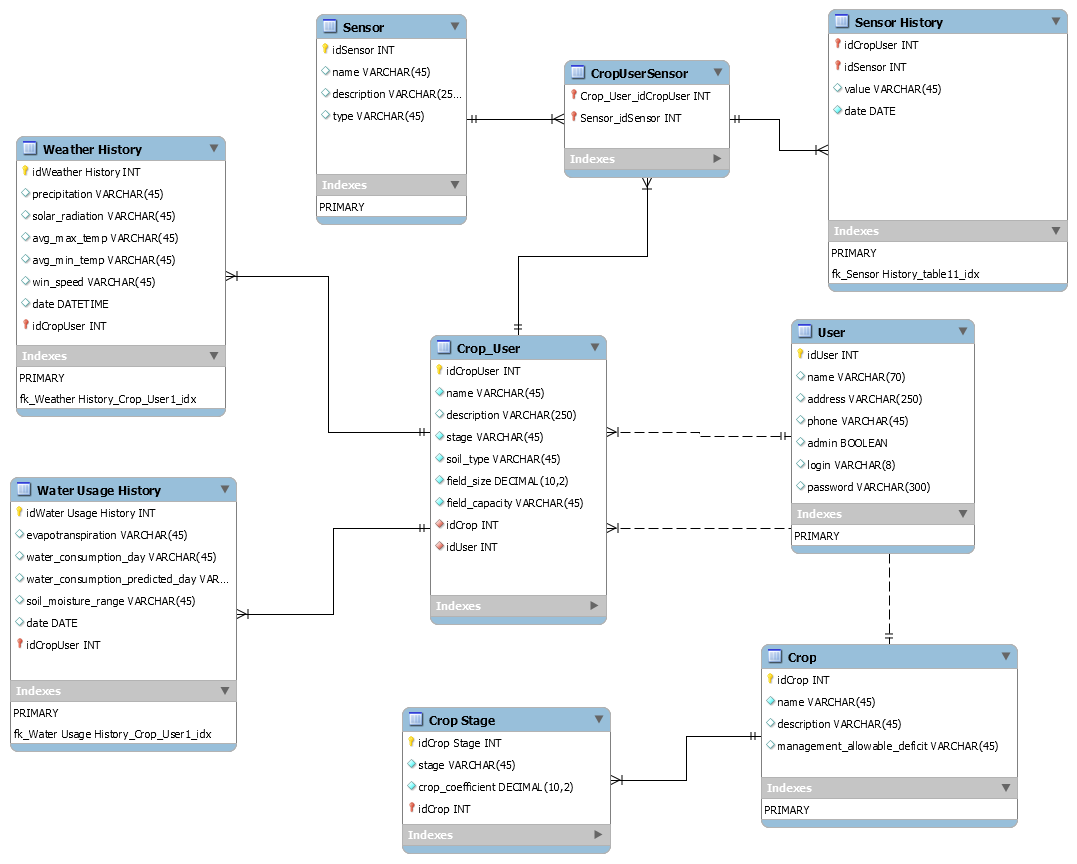 Sensor
idSensor INT
name VARCHAR(45)
description VARCHAR(25...
type VARCHAR(45)
Indexes
PRIMARY
CropUserSensor
Crop_User_idCropUser INT
Sensor_idSensor INT
Indexes
Sensor History
idCropUser INT
idSensor INT
value VARCHAR(45)
date DATE
Indexes
PRIMARY
fk_Sensor History_table11_idx
Weather History
idWeather History INT
precipitation VARCHAR(45)
solar_radiation VARCHAR(45)
avg_max_temp VARCHAR(45)
avg_min_temp VARCHAR(45)
win_speed VARCHAR(45)
date DATETIME
idCropUser INT
Indexes
PRIMARY
fk_Weather History_Crop_User1_idx
Crop_User
idCropUser INT
name VARCHAR(45)
description VARCHAR(250)
stage VARCHAR(45)
soil_type VARCHAR(45)
field_size DECIMAL(10,2)
field_capacity VARCHAR(45)
idCrop INT
idUser INT
Indexes
User
idUser INT
name VARCHAR(70)
address VARCHAR(250)
phone VARCHAR(45)
admin BOOLEAN
login VARCHAR(8)
password VARCHAR(300)
Indexes
PRIMARY
Water Usage History
idWater Usage History INT
evapotranspiration VARCHAR(45)
water_consumption_day VARCHAR(45)
water_consumption_predicted_day VAR...
soil_moisture_range VARCHAR(45)
date DATE
idCropUser INT
Indexes
PRIMARY
fk_Water Usage History_Crop_User1_idx
Crop Stage
idCrop Stage INT
stage VARCHAR(45)
crop_coefficient DECIMAL(10,2)
idCrop INT
Indexes
Crop
idCrop INT
name VARCHAR(45)
description VARCHAR(45)
management_allowable_deficit VARCHAR(45)
Indexes
PRIMARY